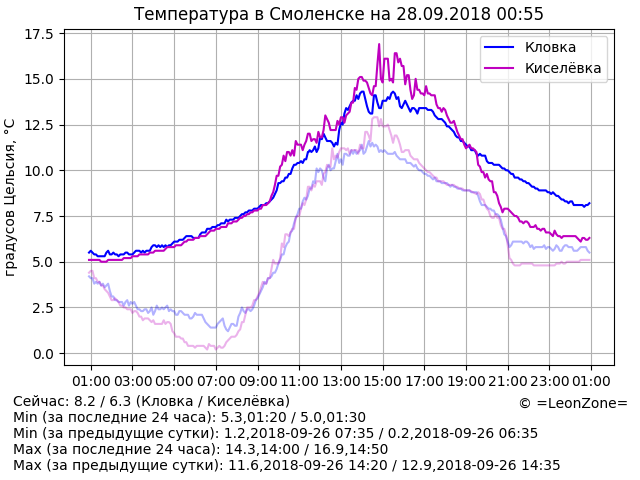 Температура в Смоленске на 28.09.2018 00:55
Кловка
Киселёвка
градусов Цельсия, °C
17.5
15.0
12.5
10.0
7.5
5.0
2.5
0.0
01:00 03:00 05:00 07:00 09:00 11:00 13:00 15:00 17:00 19:00 21:00 23:00 01:00
Сейчас: 8.2 / 6.3 (Кловка / Киселёвка)
© =LeonZone=
Min (за последние 24 часа): 5.3,01:20 / 5.0,01:30
Min (за предыдущие сутки): 1.2,2018-09-26 07:35 / 0.2,2018-09-26 06:35
Max (за последние 24 часа): 14.3,14:00 / 16.9,14:50
Max (за предыдущие сутки): 11.6,2018-09-26 14:20 / 12.9,2018-09-26 14:35